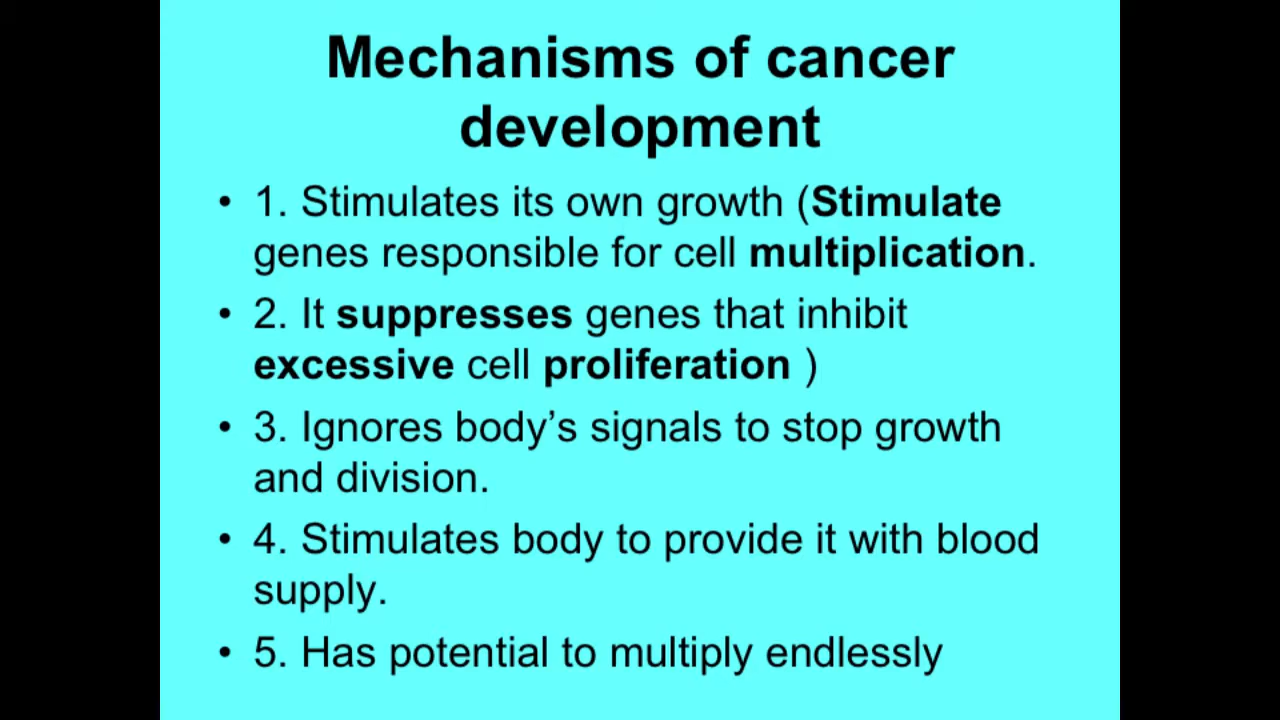 Mechanisms of cancer
development
• 1. Stimulates its own growth (Stimulate
genes responsible for cell multiplication.
• 2. It suppresses genes that inhibit
excessive cell proliferation )
• 3. Ignores body’s signals to stop growth
and division.
• 4. Stimulates body to provide it with blood
supply.
• 5. Has potential to multiply endlessly